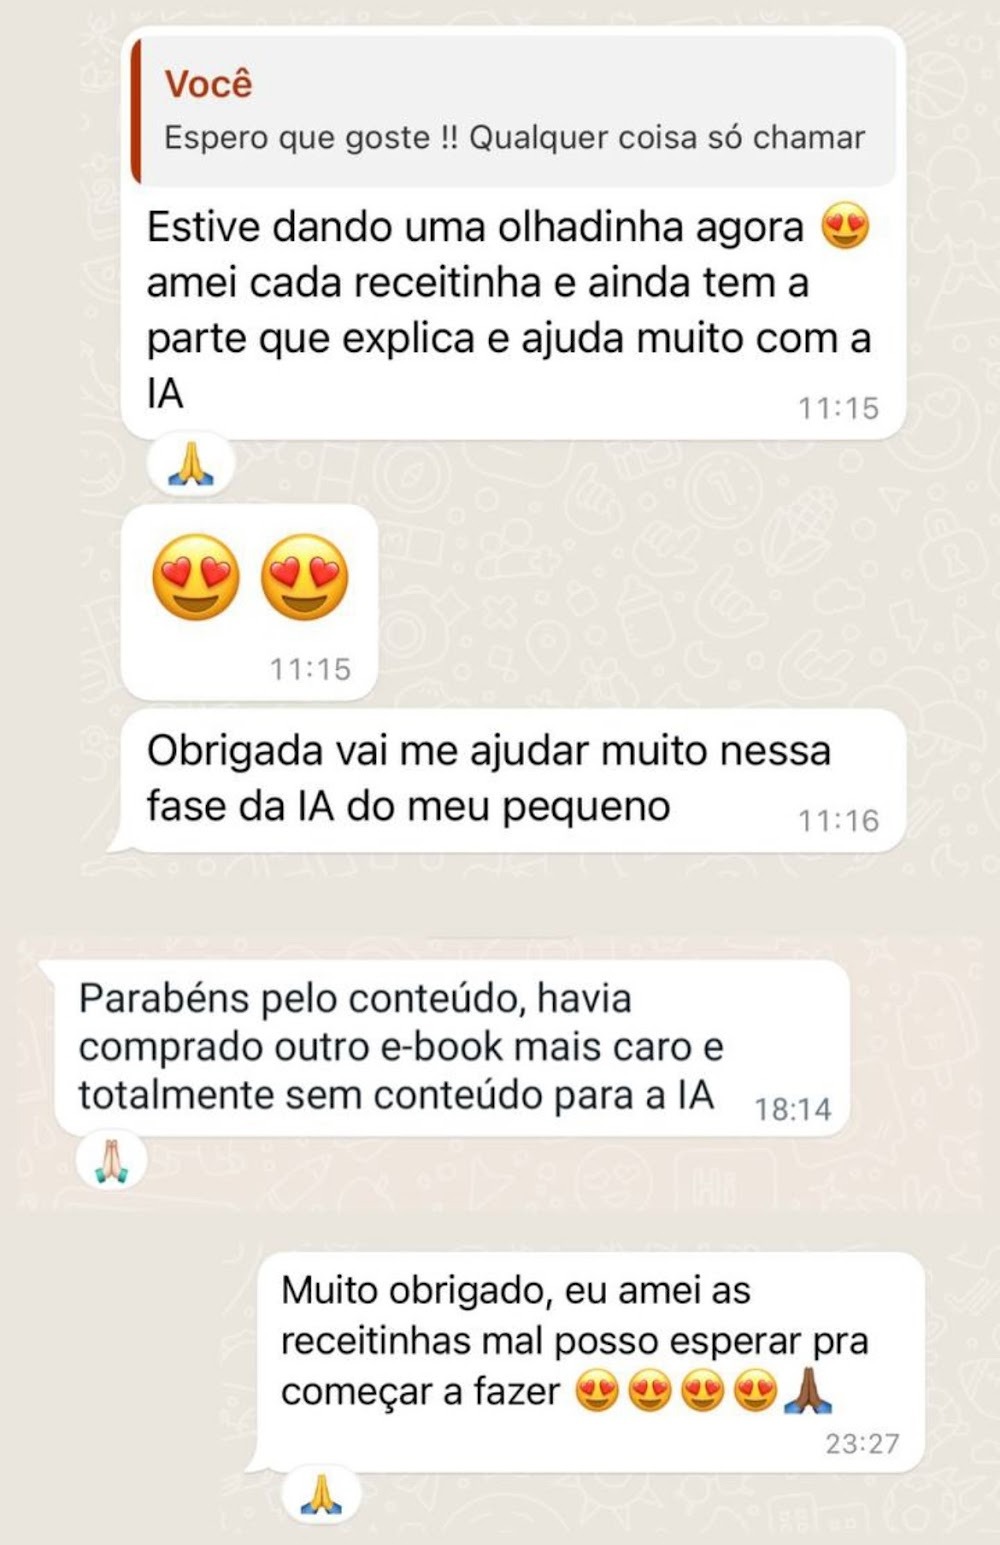 Você
Espero que goste !! Qualquer coisa só chamar
Estive dando uma olhadinha agora 😍
amei cada receitinha e ainda tem a
parte que explica e ajuda muito com a
IA
11:15
🙏
😍 😍
11:15
Obrigada vai me ajudar muito nessa
fase da IA do meu pequeno
11:16
Parabéns pelo conteúdo, havia
comprado outro e-book mais caro e
totalmente sem conteúdo para a IA
18:14
🙏🏻
Muito obrigado, eu amei as
receitinhas mal posso esperar pra
começar a fazer 😍😍😍😍🙏🏾
23:27
🙏